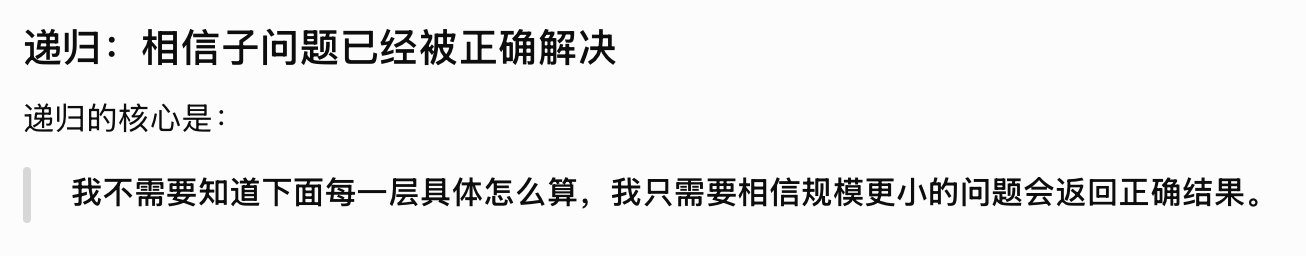 递归：相信子问题已经被正确解决
递归的核心是：
我不需要知道下面每一层具体怎么算，我只需要相信规模更小的问题会返回正确结果。